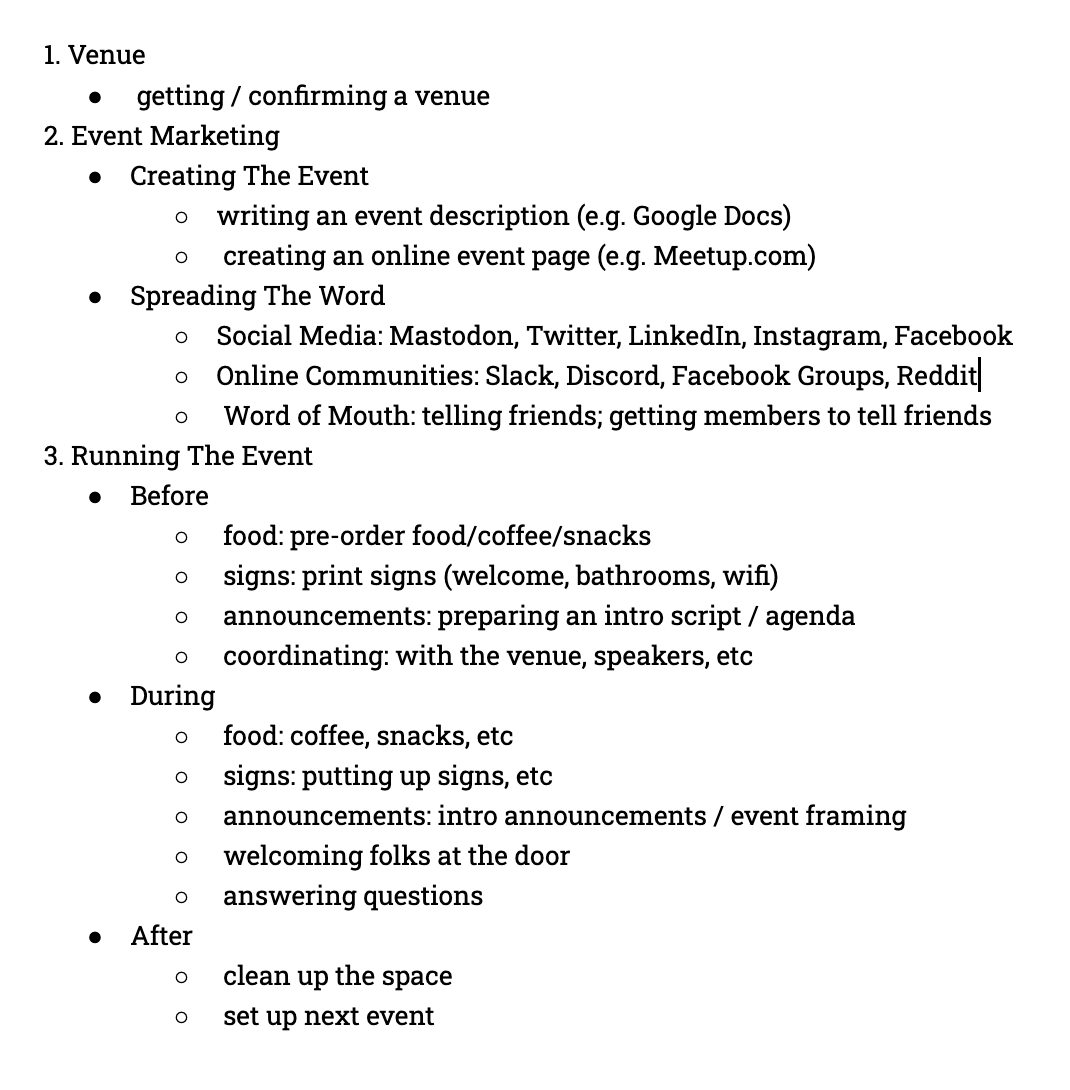 1. Venue
● getting / confirming a venue
2. Event Marketing
● Creating The Event
○ writing an event description (e.g. Google Docs)
○ creating an online event page (e.g. Meetup.com)
● Spreading The Word
○ Social Media: Mastodon, Twitter, LinkedIn, Instagram, Facebook
○ Online Communities: Slack, Discord, Facebook Groups, Reddit
○ Word of Mouth: telling friends; getting members to tell friends
3. Running The Event
● Before
○ food: pre-order food/coffee/snacks
○ signs: print signs (welcome, bathrooms, wifi)
○ announcements: preparing an intro script / agenda
○ coordinating: with the venue, speakers, etc
● During
○ food: coffee, snacks, etc
○ signs: putting up signs, etc
○ announcements: intro announcements / event framing
○ welcoming folks at the door
○ answering questions
● After
○ clean up the space
○ set up next event